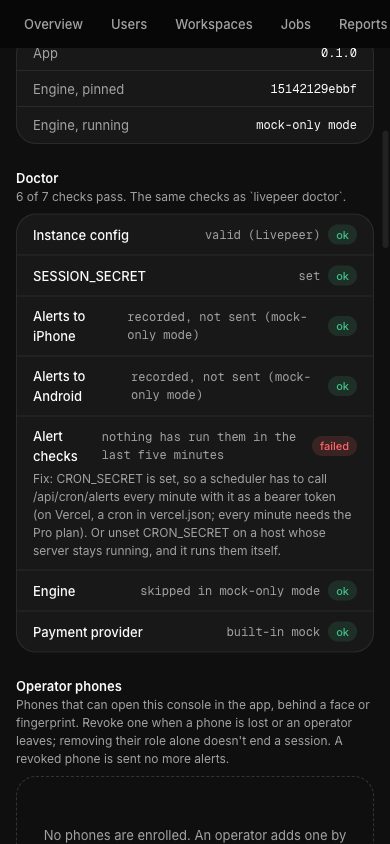 Overview Users Workspaces Jobs Reports
App 0.1.0
Engine, pinned 15142129ebbf
Engine, running mock-only mode
Doctor
6 of 7 checks pass. The same checks as `livepeer doctor`.
Instance config valid (Livepeer) ok
SESSION_SECRET set ok
Alerts to recorded, not sent (mock-
iPhone only mode) ok
Alerts to recorded, not sent (mock-
Android only mode) ok
Alert nothing has run them in the
checks last five minutes failed
Fix: CRON_SECRET is set, so a scheduler has to call
/api/cron/alerts every minute with it as a bearer token
(on Vercel, a cron in vercel.json; every minute needs the
Pro plan). Or unset CRON_SECRET on a host whose
server stays running, and it runs them itself.
Engine skipped in mock-only mode ok
Payment provider built-in mock ok
Operator phones
Phones that can open this console in the app, behind a face or
fingerprint. Revoke one when a phone is lost or an operator
leaves; removing their role alone doesn't end a session. A
revoked phone is sent no more alerts.
No phones are enrolled. An operator adds one by